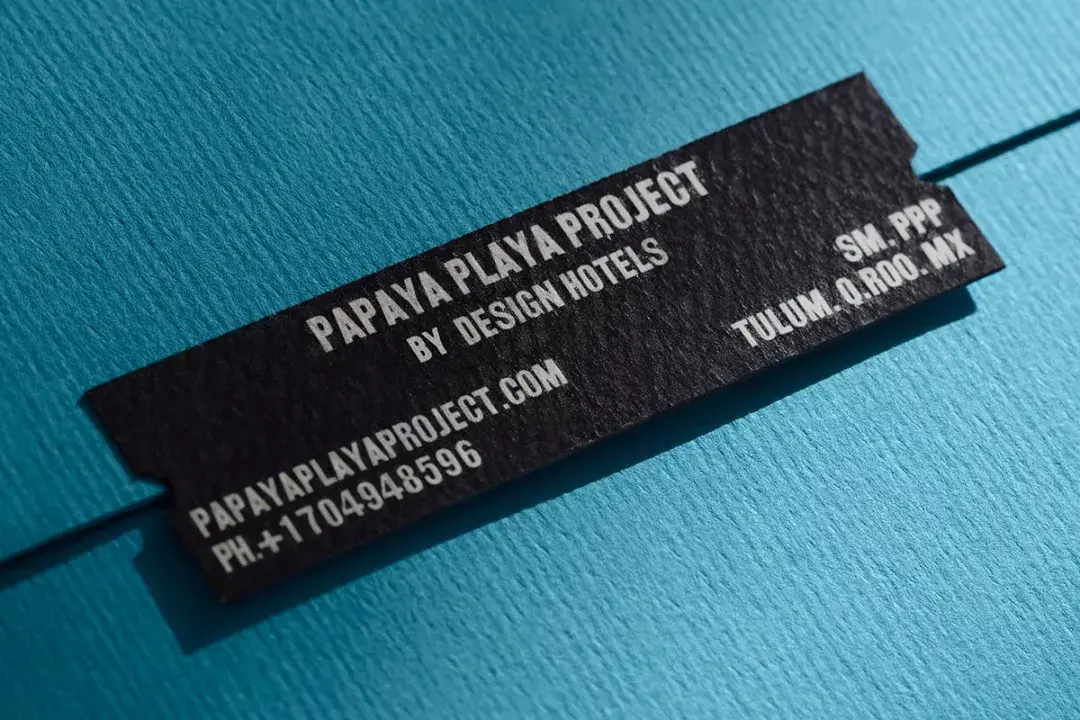 PAPAYA PLAYA PROJECT
BY DESIGN HOTELS
PAPAYAPLAYAPROJECT.COM
PH.+1704948596
SM. PPP
TULUM. Q.ROO. MX